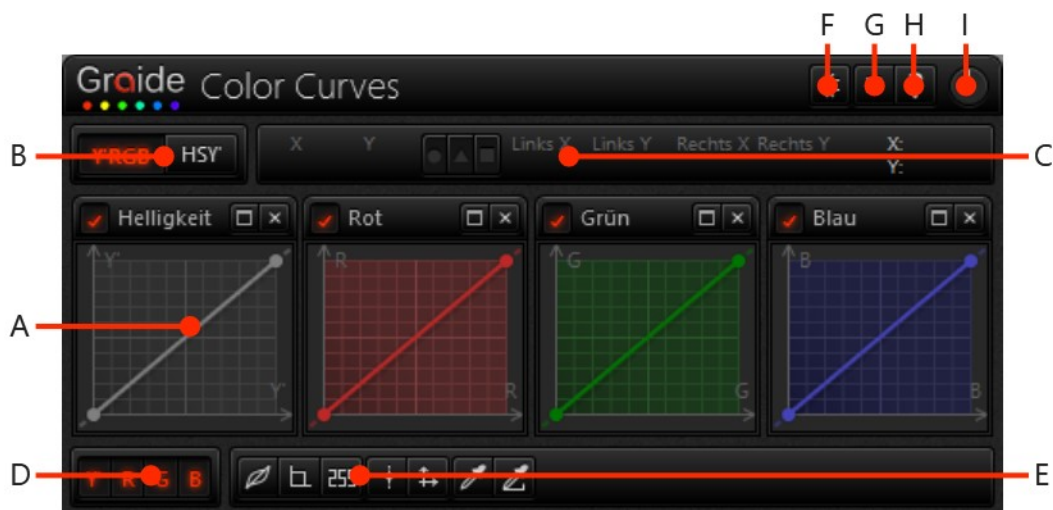 F G H I
Graide Color Curves
B Y'RGB HSY'
X Y Links X Links Y Rechts X Rechts Y X:
Y:
C
Helligkeit Rot Grün Blau
Y' R G B
A
Y' R G B
D Y R G B 255 E